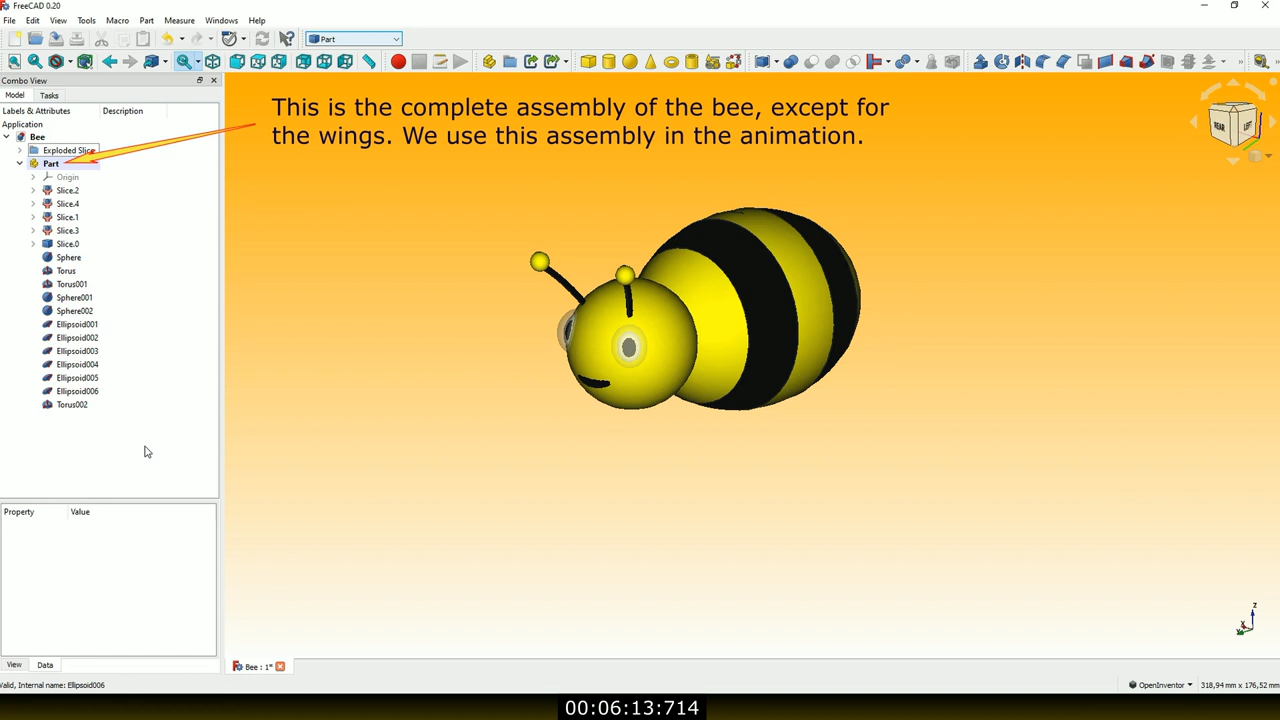 FreeCAD 0.20
File Edit View Tools Macro Part Measure Windows Help
Part
Combo View
Model Tasks
Labels & Attributes Description
Application
Bee
Exploded Slice
Part
Origin
Slice.2
Slice.4
Slice.1
Slice.3
Slice.0
Sphere
Torus
Torus001
Sphere001
Sphere002
Ellipsoid001
Ellipsoid002
Ellipsoid003
Ellipsoid004
Ellipsoid005
Ellipsoid006
Torus002
This is the complete assembly of the bee, except for
the wings. We use this assembly in the animation.
REAR LEFT
Property Value
Z
X
Y
View Data
Bee : 1*
Valid, Internal name: Ellipsoid006
OpenInventor 318,94 mm x 176,52 mm
00:06:13:714